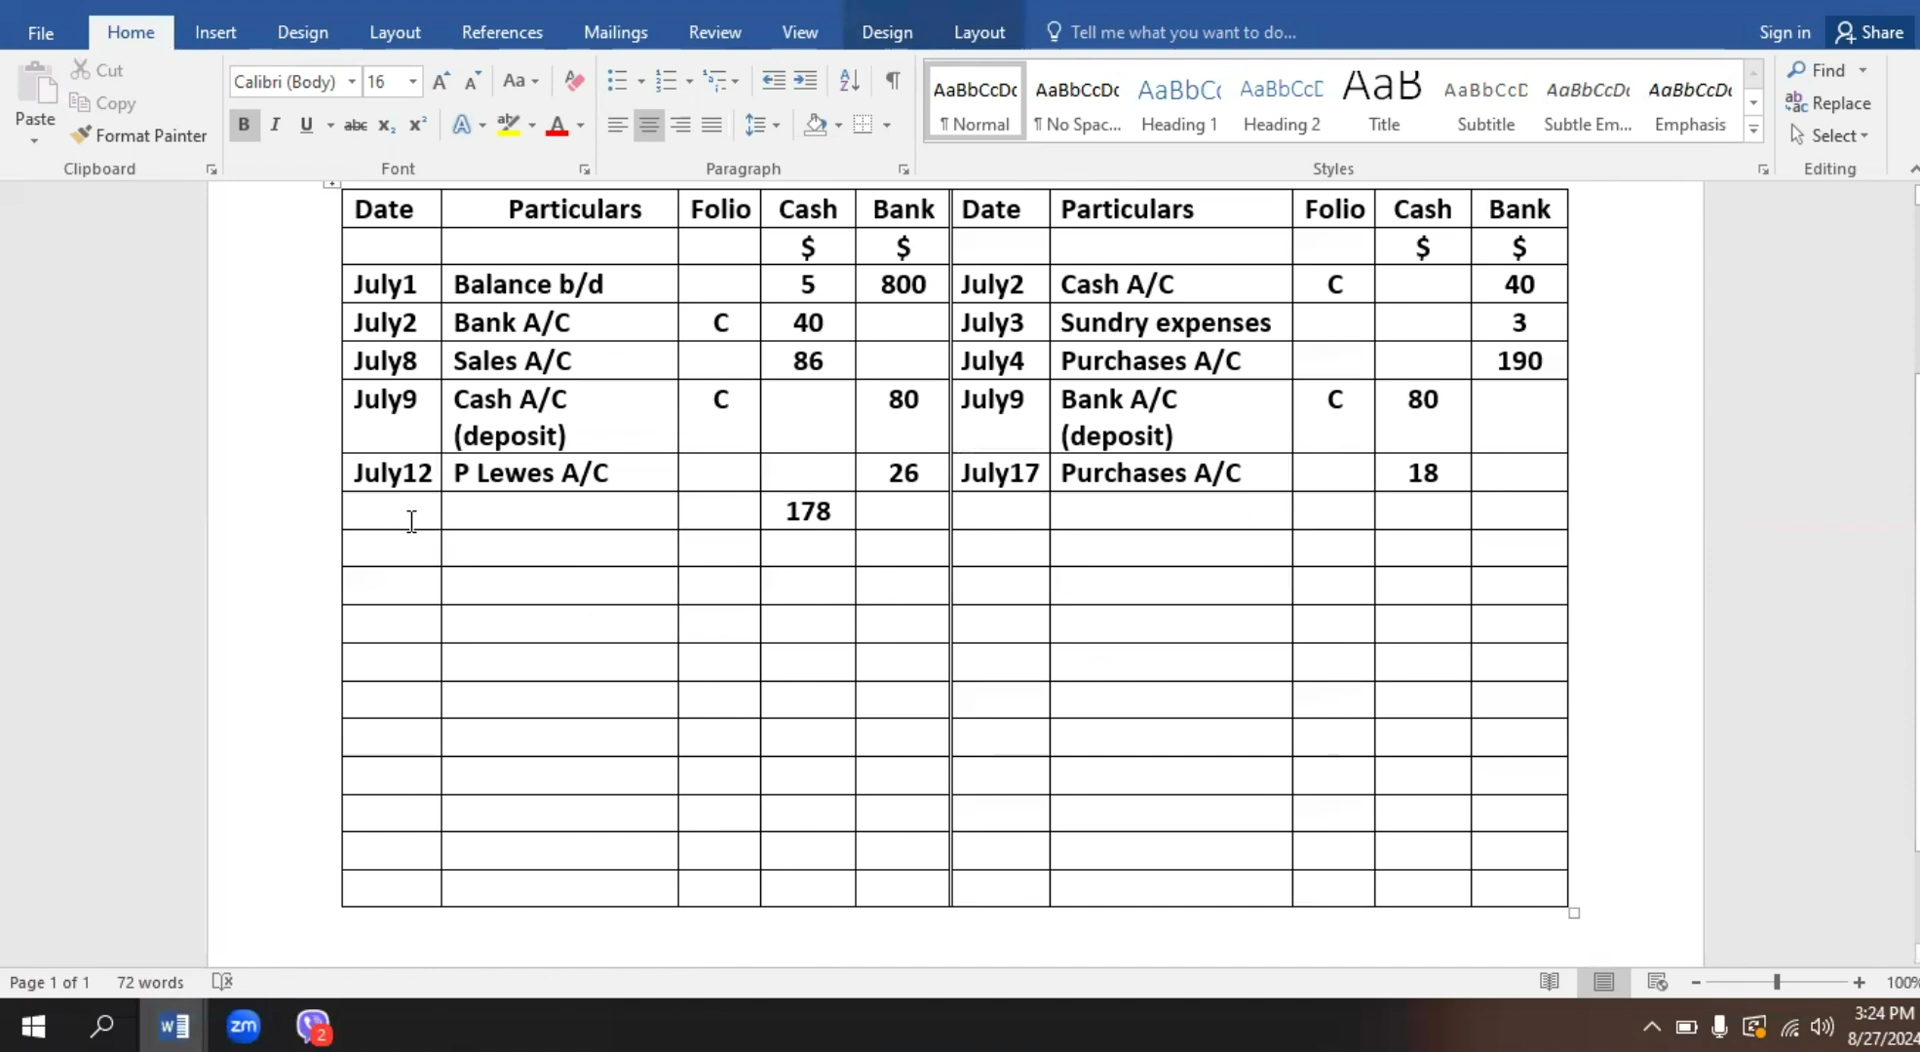 File Home Insert Design Layout References Mailings Review View Design Layout Tell me what you want to do... Sign in Share
Cut
Copy
Format Painter
Paste
Clipboard
Calibri (Body) 16
Font
Paragraph
AaBbCcDc AaBbCcDc AaBbC AaBbCcD AaB AaBbCcD AaBbCcDc AaBbCcDc
¶ Normal ¶ No Spac... Heading 1 Heading 2 Title Subtitle Subtle Em... Emphasis
Styles
Find
Replace
Select
Editing
Date Particulars Folio Cash Bank Date Particulars Folio Cash Bank
$ $ $ $
July1 Balance b/d 5 800 July2 Cash A/C C 40
July2 Bank A/C C 40 July3 Sundry expenses 3
July8 Sales A/C 86 July4 Purchases A/C 190
July9 Cash A/C C 80 July9 Bank A/C C 80
(deposit) (deposit)
July12 P Lewes A/C 26 July17 Purchases A/C 18
178
Page 1 of 1 72 words 100%
zm 2
3:24 PM
8/27/2024